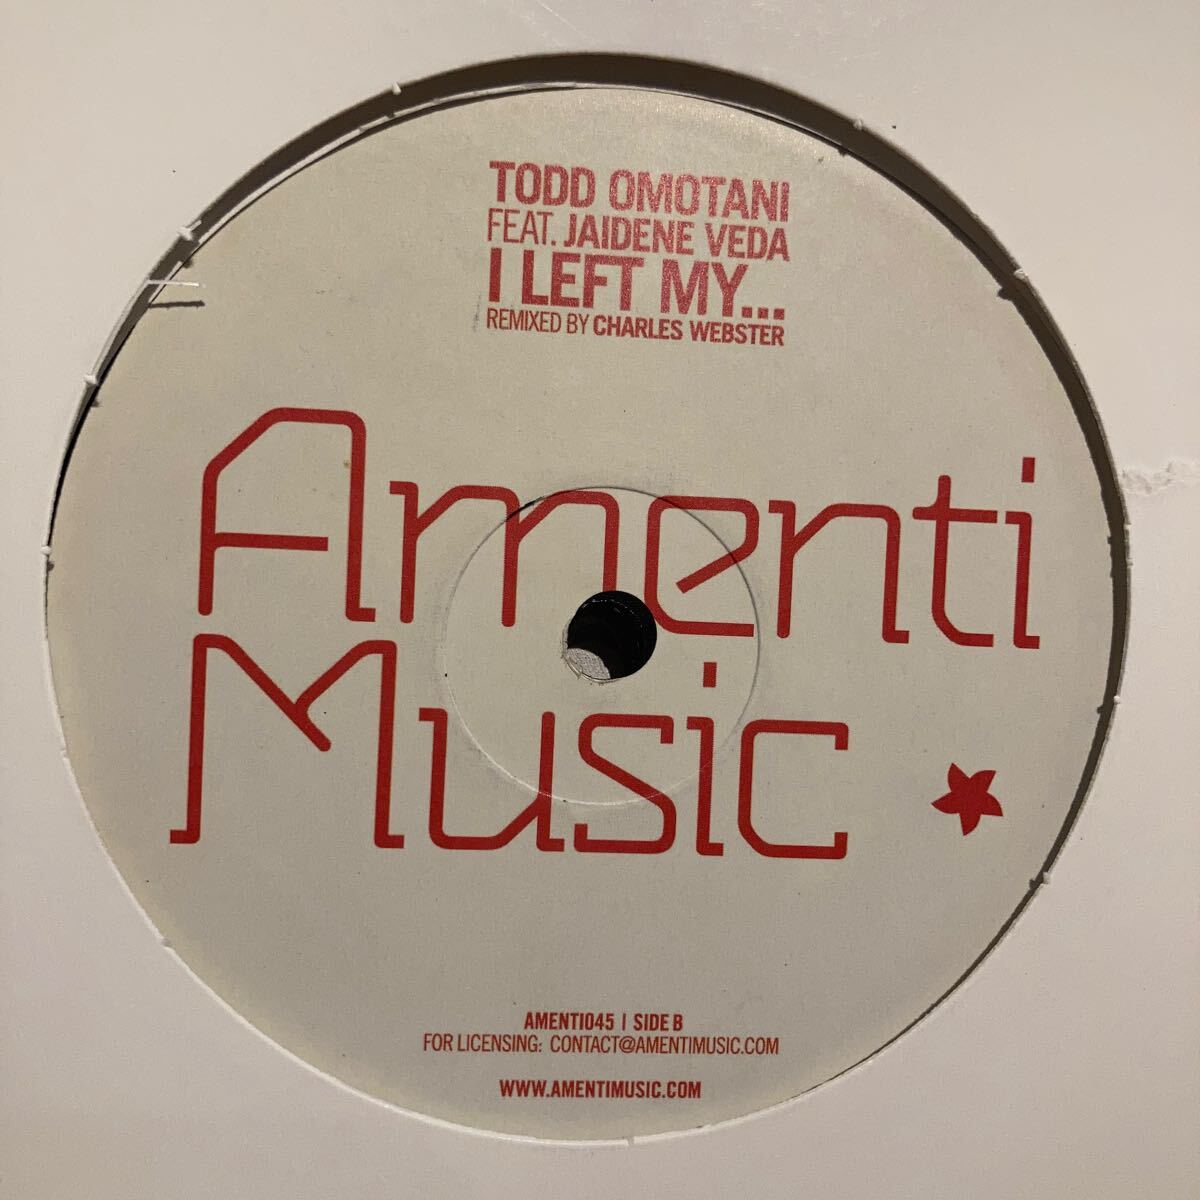 TODD OMOTANI
FEAT. JAIDENE VEDA
I LEFT MY...
REMIXED BY CHARLES WEBSTER
Amenti
Music
AMENTI045 | SIDE B
FOR LICENSING: CONTACT@AMENTIMUSIC.COM
WWW.AMENTIMUSIC.COM